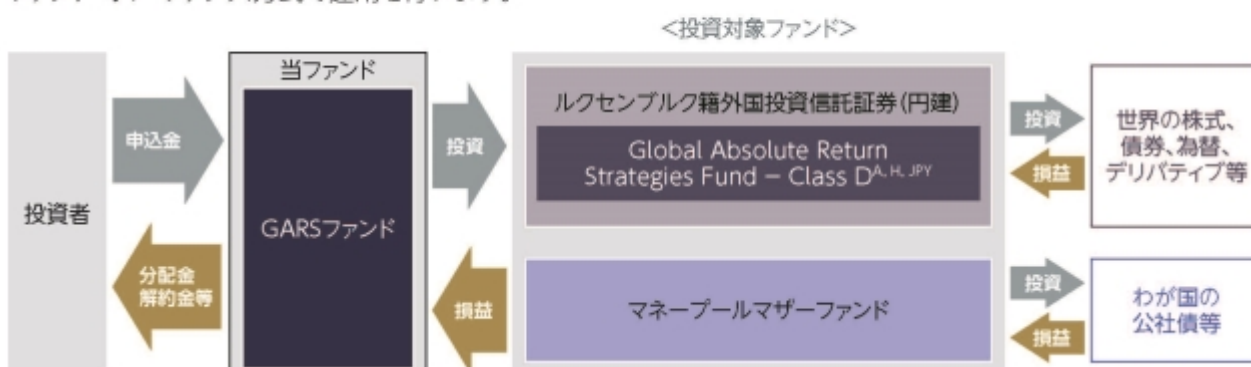 <投資対象ファンド>
当ファンド
投資者
申込金
分配金
解約金等
GARSファンド
投資
損益
ルクセンブルク籍外国投資信託証券(円建)
Global Absolute Return
Strategies Fund – Class Dᴬ, ᴴ, ᴶᴾʸ
マネープールマザーファンド
投資
損益
世界の株式、
債券、為替、
デリバティブ等
投資
損益
わが国の
公社債等